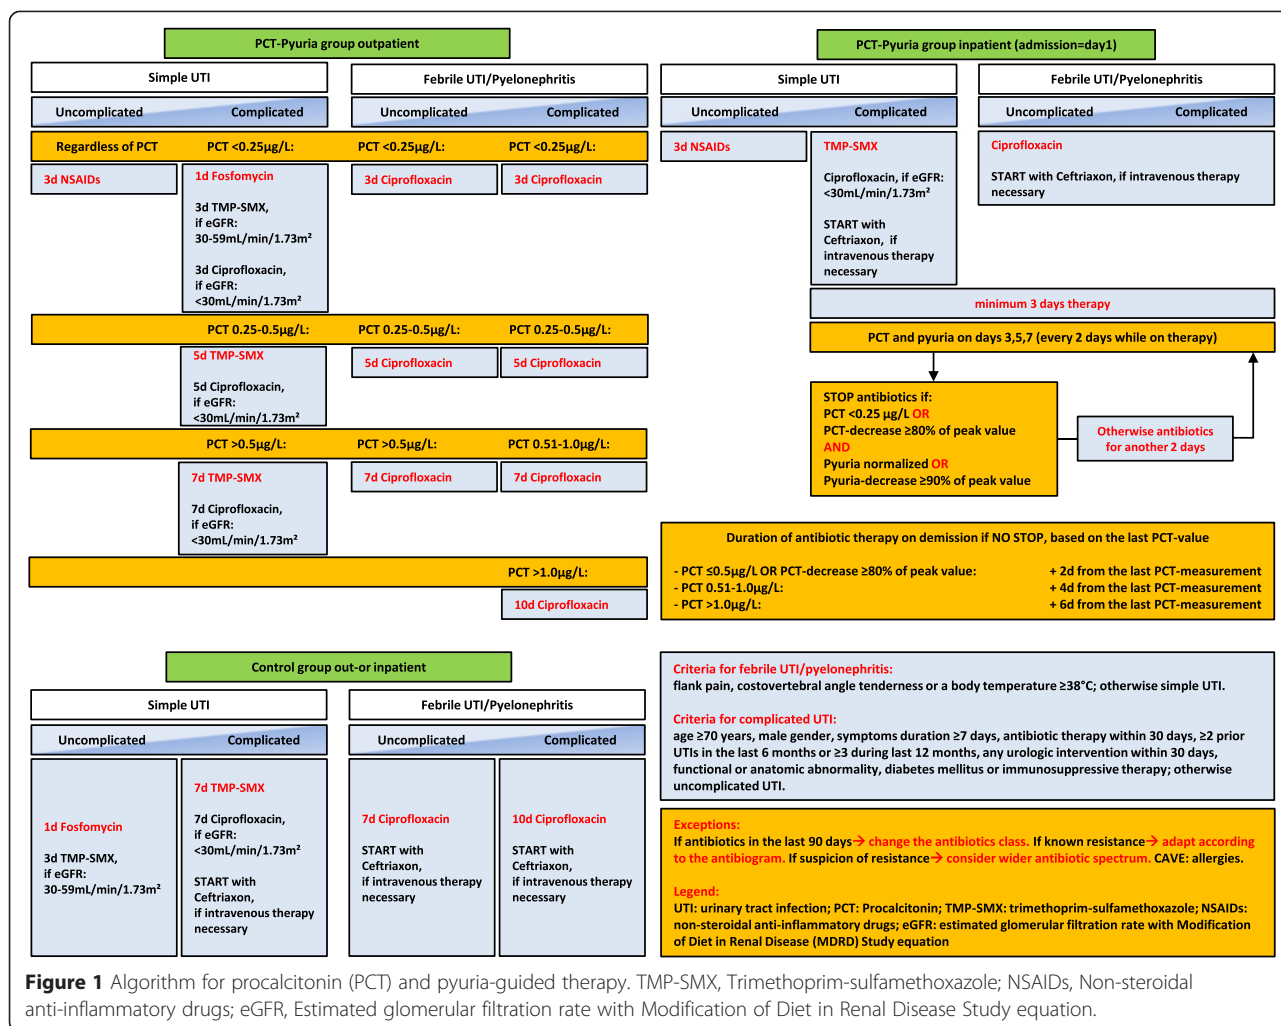 PCT-Pyuria group outpatient
Simple UTI
Febrile UTI/Pyelonephritis
Uncomplicated
Complicated
Uncomplicated
Complicated
Regardless of PCT
PCT <0.25µg/L:
PCT <0.25µg/L:
PCT <0.25µg/L:
3d NSAIDs
1d Fosfomycin
3d TMP-SMX,
if eGFR:
30-59mL/min/1.73m²
3d Ciprofloxacin,
if eGFR:
<30mL/min/1.73m²
3d Ciprofloxacin
3d Ciprofloxacin
PCT 0.25-0.5µg/L:
PCT 0.25-0.5µg/L:
PCT 0.25-0.5µg/L:
5d TMP-SMX
5d Ciprofloxacin,
if eGFR:
<30mL/min/1.73m²
5d Ciprofloxacin
5d Ciprofloxacin
PCT >0.5µg/L:
PCT >0.5µg/L:
PCT 0.51-1.0µg/L:
7d TMP-SMX
7d Ciprofloxacin,
if eGFR:
<30mL/min/1.73m²
7d Ciprofloxacin
7d Ciprofloxacin
PCT >1.0µg/L:
10d Ciprofloxacin
PCT-Pyuria group inpatient (admission=day1)
Simple UTI
Febrile UTI/Pyelonephritis
Uncomplicated
Complicated
Uncomplicated
Complicated
3d NSAIDs
TMP-SMX
Ciprofloxacin, if eGFR:
<30mL/min/1.73m²
START with
Ceftriaxon, if
intravenous therapy
necessary
Ciprofloxacin
START with Ceftriaxon, if intravenous therapy
necessary
minimum 3 days therapy
PCT and pyuria on days 3,5,7 (every 2 days while on therapy)
STOP antibiotics if:
PCT <0.25 µg/L OR
PCT-decrease ≥80% of peak value
AND
Pyuria normalized OR
Pyuria-decrease ≥90% of peak value
Otherwise antibiotics
for another 2 days
Duration of antibiotic therapy on demission if NO STOP, based on the last PCT-value
- PCT ≤0.5µg/L OR PCT-decrease ≥80% of peak value: + 2d from the last PCT-measurement
- PCT 0.51-1.0µg/L: + 4d from the last PCT-measurement
- PCT >1.0µg/L: + 6d from the last PCT-measurement
Control group out-or inpatient
Simple UTI
Febrile UTI/Pyelonephritis
Uncomplicated
Complicated
Uncomplicated
Complicated
1d Fosfomycin
3d TMP-SMX,
if eGFR:
30-59mL/min/1.73m²
7d TMP-SMX
7d Ciprofloxacin,
if eGFR:
<30mL/min/1.73m²
START with
Ceftriaxon,
if intravenous therapy
necessary
7d Ciprofloxacin
START with
Ceftriaxon,
if intravenous therapy
necessary
10d Ciprofloxacin
START with
Ceftriaxon,
if intravenous therapy
necessary
Criteria for febrile UTI/pyelonephritis:
flank pain, costovertebral angle tenderness or a body temperature ≥38°C; otherwise simple UTI.
Criteria for complicated UTI:
age ≥70 years, male gender, symptoms duration ≥7 days, antibiotic therapy within 30 days, ≥2 prior
UTIs in the last 6 months or ≥3 during last 12 months, any urologic intervention within 30 days,
functional or anatomic abnormality, diabetes mellitus or immunosuppressive therapy; otherwise
uncomplicated UTI.
Exceptions:
If antibiotics in the last 90 days→ change the antibiotics class. If known resistance→ adapt according
to the antibiogram. If suspicion of resistance→ consider wider antibiotic spectrum. CAVE: allergies.
Legend:
UTI: urinary tract infection; PCT: Procalcitonin; TMP-SMX: trimethoprim-sulfamethoxazole; NSAIDs:
non-steroidal anti-inflammatory drugs; eGFR: estimated glomerular filtration rate with Modification
of Diet in Renal Disease (MDRD) Study equation
Figure 1 Algorithm for procalcitonin (PCT) and pyuria-guided therapy. TMP-SMX, Trimethoprim-sulfamethoxazole; NSAIDs, Non-steroidal
anti-inflammatory drugs; eGFR, Estimated glomerular filtration rate with Modification of Diet in Renal Disease Study equation.